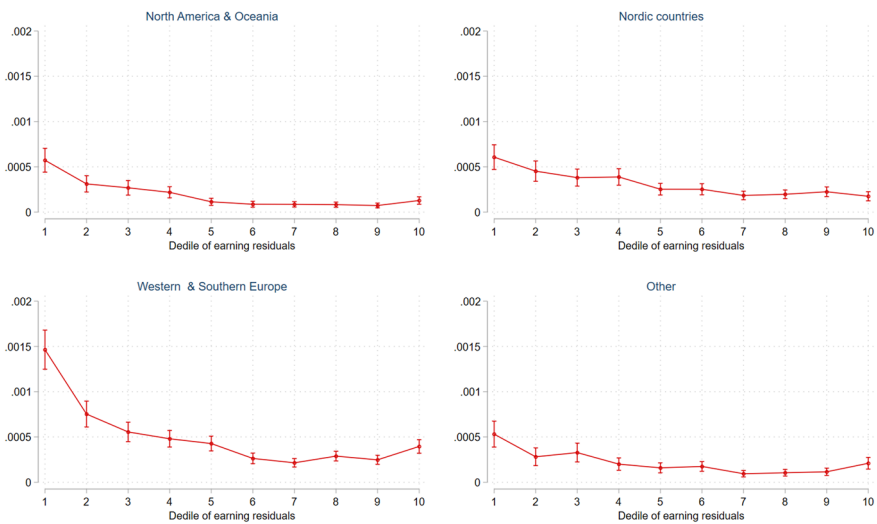 North America & Oceania
.002
.0015
.001
.0005
0
1 2 3 4 5 6 7 8 9 10
Dedile of earning residuals
Nordic countries
.002
.0015
.001
.0005
0
1 2 3 4 5 6 7 8 9 10
Dedile of earning residuals
Western & Southern Europe
.002
.0015
.001
.0005
0
1 2 3 4 5 6 7 8 9 10
Dedile of earning residuals
Other
.002
.0015
.001
.0005
0
1 2 3 4 5 6 7 8 9 10
Dedile of earning residuals